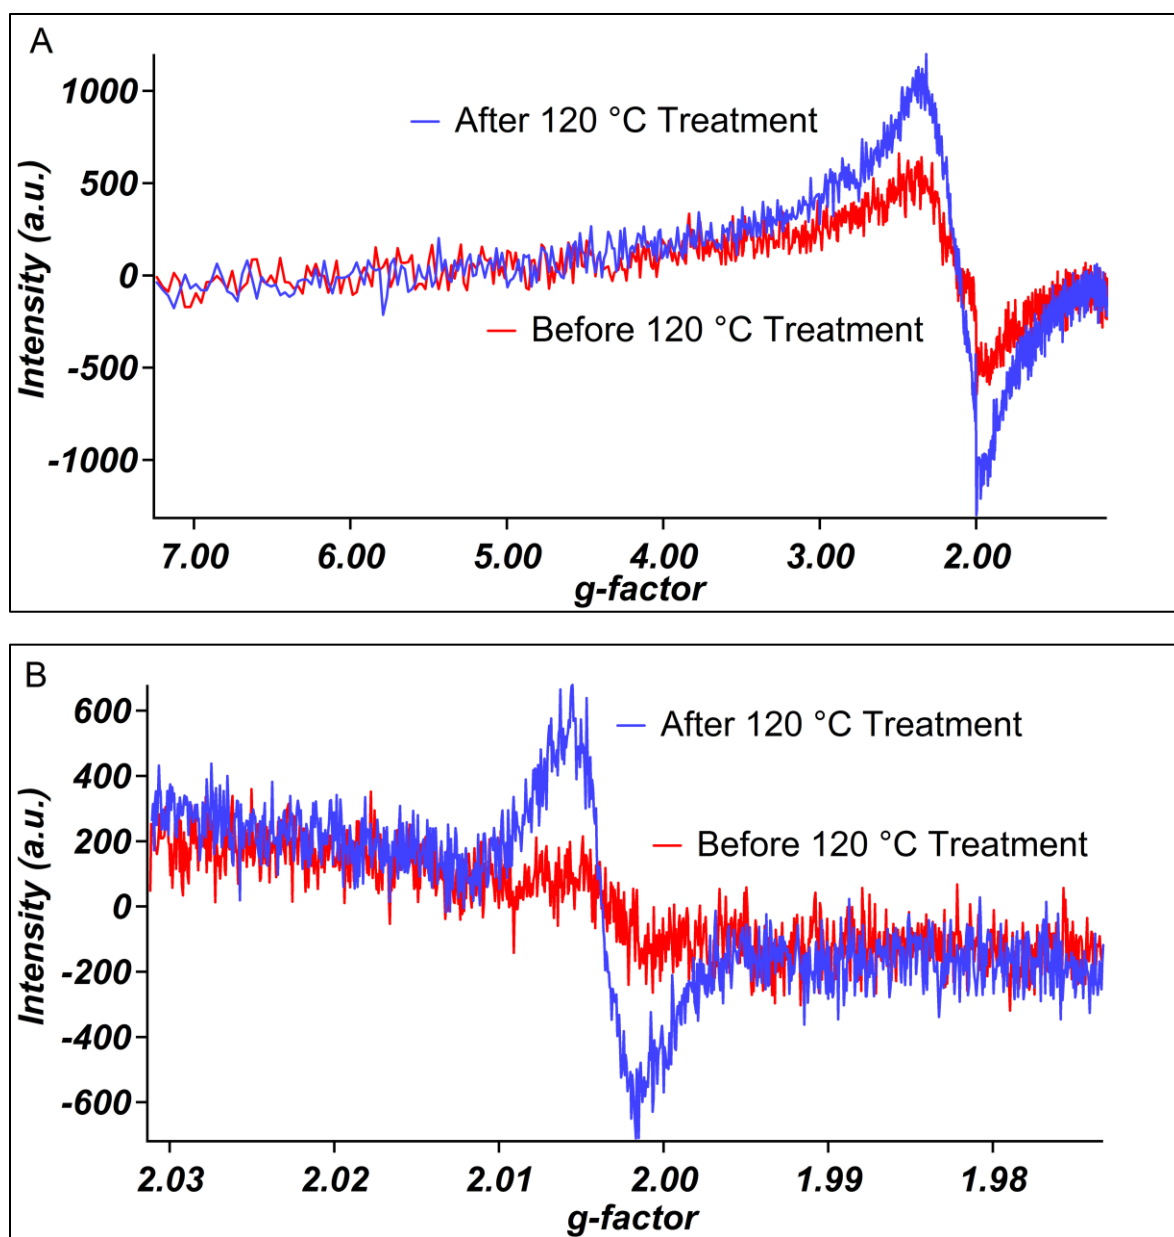 A
After 120 °C Treatment
Before 120 °C Treatment
Intensity (a.u.)
1000
500
0
-500
-1000
7.00 6.00 5.00 4.00 3.00 2.00
g-factor
B
After 120 °C Treatment
Before 120 °C Treatment
Intensity (a.u.)
600
400
200
0
-200
-400
-600
2.03 2.02 2.01 2.00 1.99 1.98
g-factor